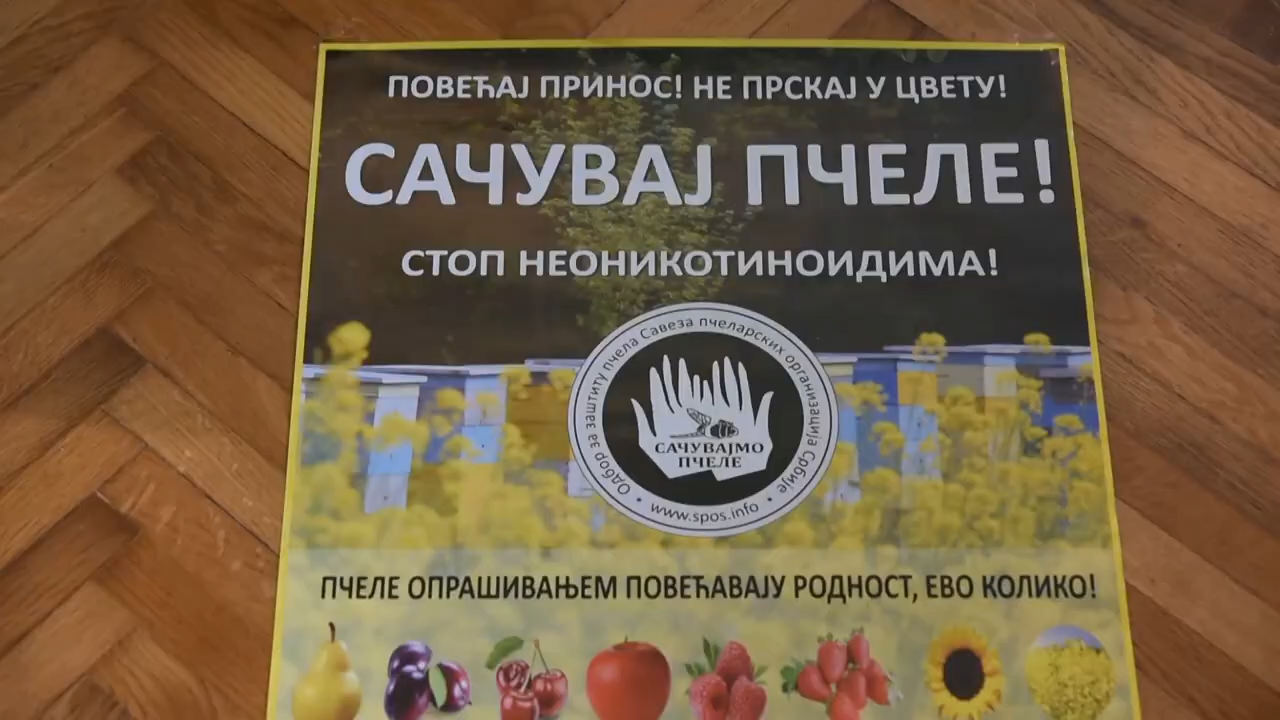 ПОВЕЋАЈ ПРИНОС! НЕ ПРСКАЈ У ЦВЕТУ!
САЧУВАЈ ПЧЕЛЕ!
СТОП НЕОНИКОТИНОИДИМА!
Одбор за заштиту пчела Савеза пчеларских организација Србије
САЧУВАЈМО
ПЧЕЛЕ
www.spos.info
ПЧЕЛЕ ОПРАШИВАЊЕМ ПОВЕЋАВАЈУ РОДНОСТ, ЕВО КОЛИКО!